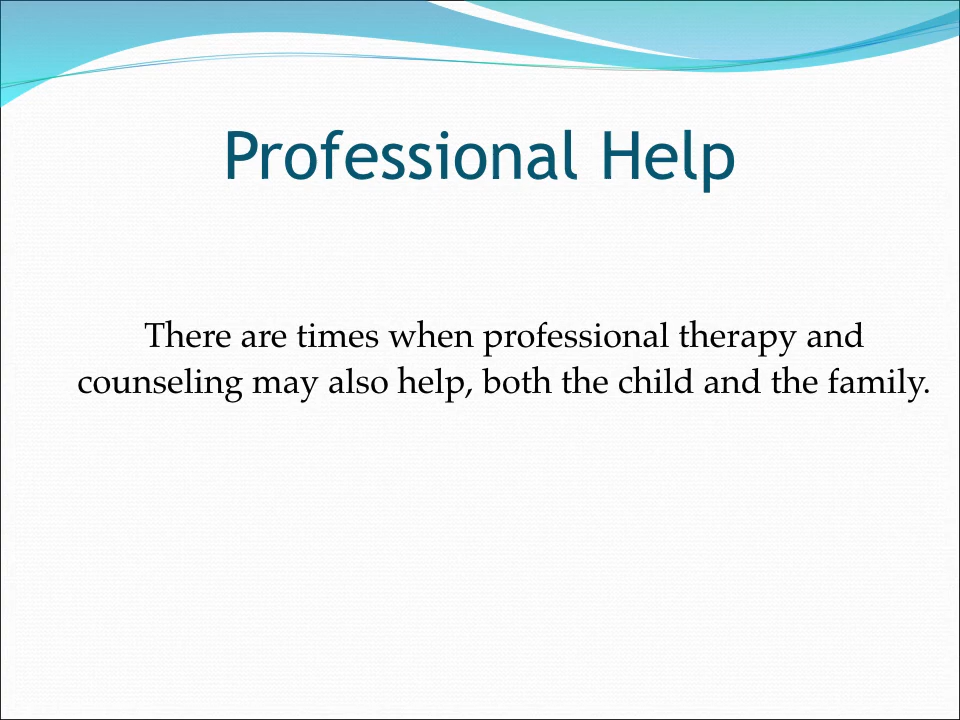 Professional Help
There are times when professional therapy and
counseling may also help, both the child and the family.